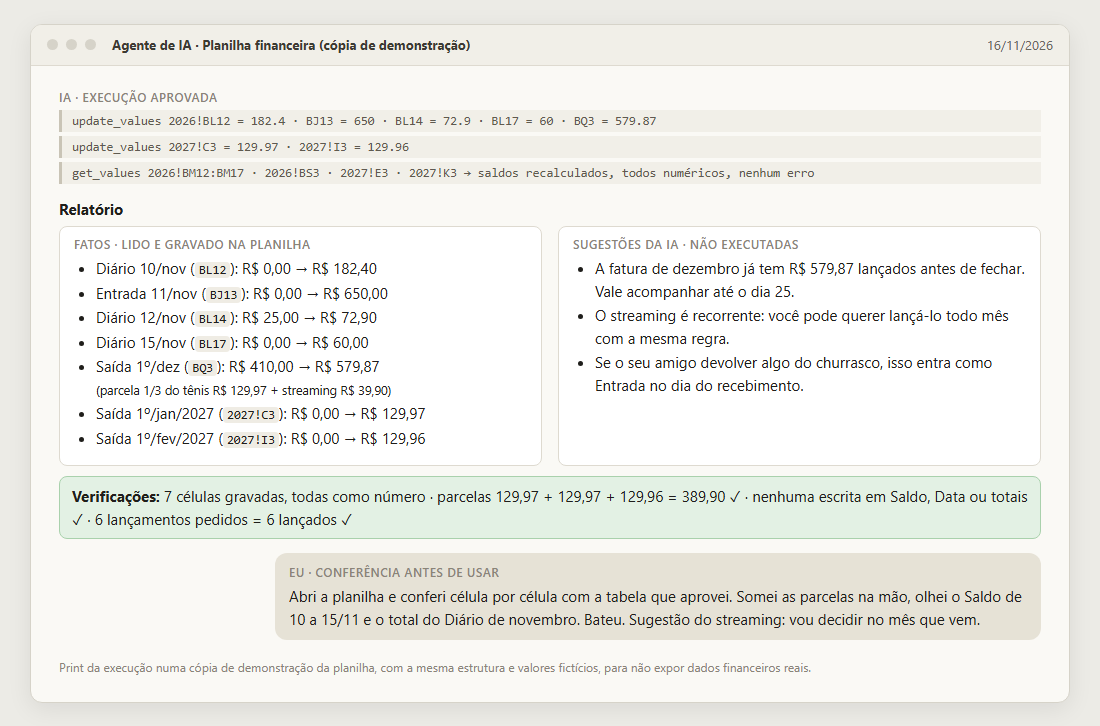 Agente de IA · Planilha financeira (cópia de demonstração)
16/11/2026
IA · EXECUÇÃO APROVADA
update_values 2026!BL12 = 182.4 · BJ13 = 650 · BL14 = 72.9 · BL17 = 60 · BQ3 = 579.87
update_values 2027!C3 = 129.97 · 2027!I3 = 129.96
get_values 2026!BM12:BM17 · 2026!BS3 · 2027!E3 · 2027!K3 → saldos recalculados, todos numéricos, nenhum erro
Relatório
FATOS · LIDO E GRAVADO NA PLANILHA
• Diário 10/nov (BL12): R$ 0,00 → R$ 182,40
• Entrada 11/nov (BJ13): R$ 0,00 → R$ 650,00
• Diário 12/nov (BL14): R$ 25,00 → R$ 72,90
• Diário 15/nov (BL17): R$ 0,00 → R$ 60,00
• Saída 1º/dez (BQ3): R$ 410,00 → R$ 579,87
(parcela 1/3 do tênis R$ 129,97 + streaming R$ 39,90)
• Saída 1º/jan/2027 (2027!C3): R$ 0,00 → R$ 129,97
• Saída 1º/fev/2027 (2027!I3): R$ 0,00 → R$ 129,96
SUGESTÕES DA IA · NÃO EXECUTADAS
• A fatura de dezembro já tem R$ 579,87 lançados antes de fechar.
Vale acompanhar até o dia 25.
• O streaming é recorrente: você pode querer lançá-lo todo mês
com a mesma regra.
• Se o seu amigo devolver algo do churrasco, isso entra como
Entrada no dia do recebimento.
Verificações: 7 células gravadas, todas como número · parcelas 129,97 + 129,97 + 129,96 = 389,90 ✓ · nenhuma escrita em Saldo, Data ou totais
✓ · 6 lançamentos pedidos = 6 lançados ✓
EU · CONFERÊNCIA ANTES DE USAR
Abri a planilha e conferi célula por célula com a tabela que aprovei. Somei as parcelas na mão, olhei o Saldo de
10 a 15/11 e o total do Diário de novembro. Bateu. Sugestão do streaming: vou decidir no mês que vem.
Print da execução numa cópia de demonstração da planilha, com a mesma estrutura e valores fictícios, para não expor dados financeiros reais.